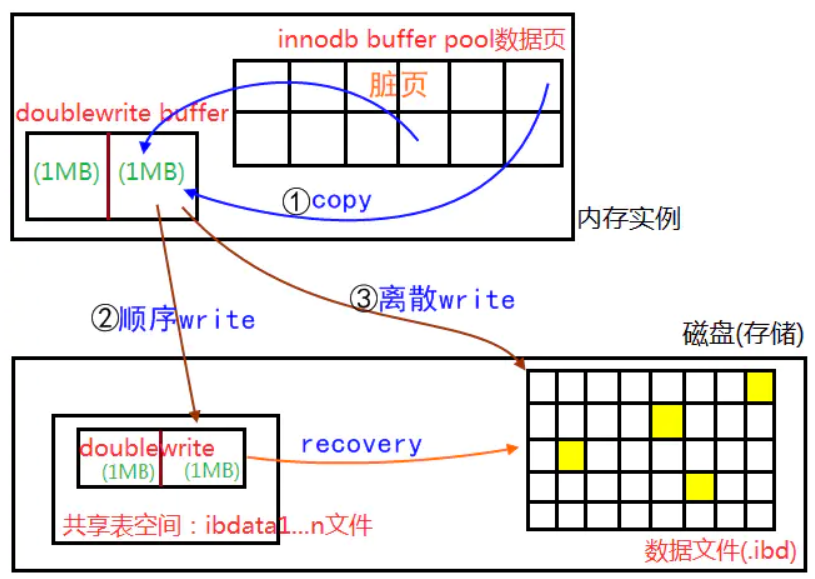 innodb buffer pool数据页
脏页
doublewrite buffer
(1MB)
(1MB)
①copy
内存实例
③离散write
②顺序write
磁盘(存储)
doublewrite
(1MB)
(1MB)
recovery
共享表空间：ibdata1...n文件
数据文件(.ibd)